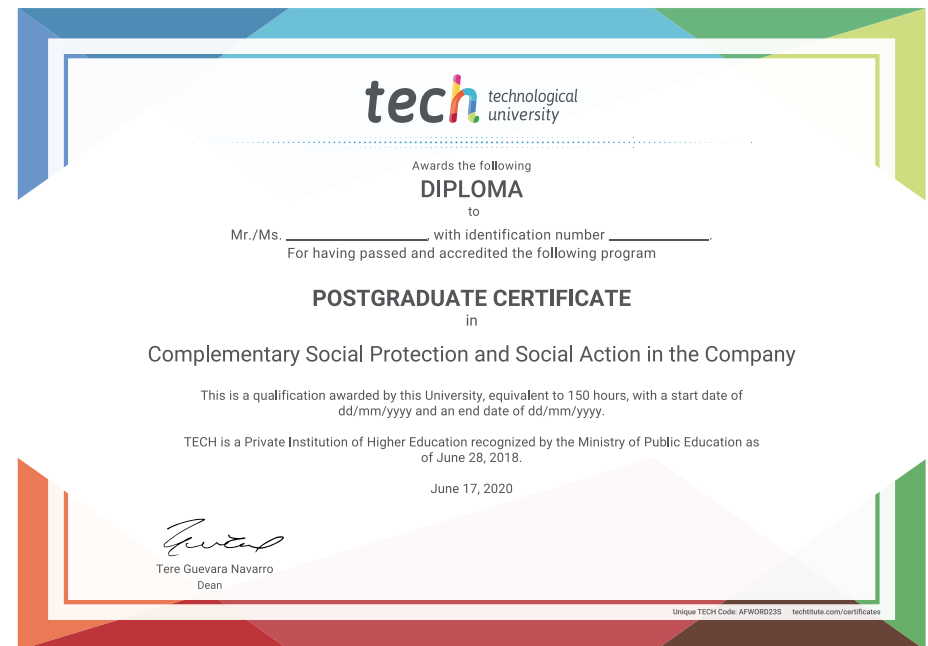 tech technological
university
Awards the following
DIPLOMA
to
Mr./Ms. ____________, with identification number ____________.
For having passed and accredited the following program
POSTGRADUATE CERTIFICATE
in
Complementary Social Protection and Social Action in the Company
This is a qualification awarded by this University, equivalent to 150 hours, with a start date of
dd/mm/yyyy and an end date of dd/mm/yyyy.
TECH is a Private Institution of Higher Education recognized by the Ministry of Public Education as
of June 28, 2018.
June 17, 2020
Tere Guevara Navarro
Dean
Unique TECH Code: AFWORD23S techtitute.com/certificates